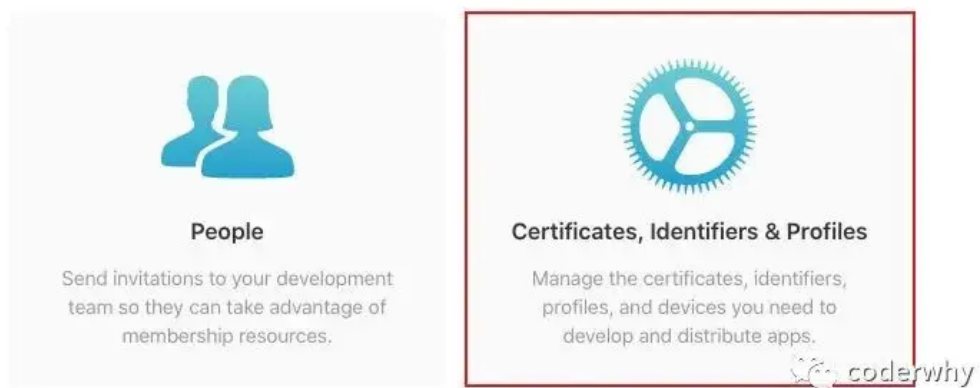 People
Send invitations to your development
team so they can take advantage of
membership resources.
Certificates, Identifiers & Profiles
Manage the certificates, identifiers,
profiles, and devices you need to
develop and distribute apps.
coderwhy